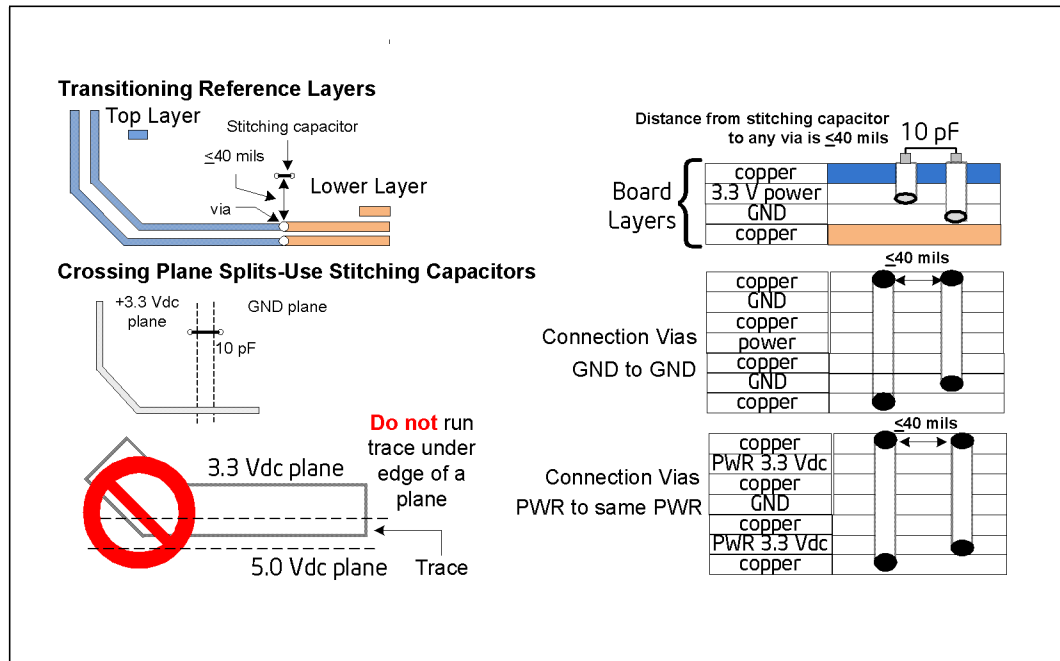 Transitioning Reference Layers
Top Layer
Stitching capacitor
≤40 mils
Lower Layer
via
Crossing Plane Splits-Use Stitching Capacitors
+3.3 Vdc
plane
GND plane
10 pF
Do not run
trace under
edge of a
plane
3.3 Vdc plane
5.0 Vdc plane
Trace
Distance from stitching capacitor
to any via is ≤40 mils
10 pF
Board
Layers
copper
3.3 V power
GND
copper
≤40 mils
Connection Vias
GND to GND
copper
GND
copper
power
copper
GND
copper
≤40 mils
Connection Vias
PWR to same PWR
copper
PWR 3.3 Vdc
copper
GND
copper
PWR 3.3 Vdc
copper